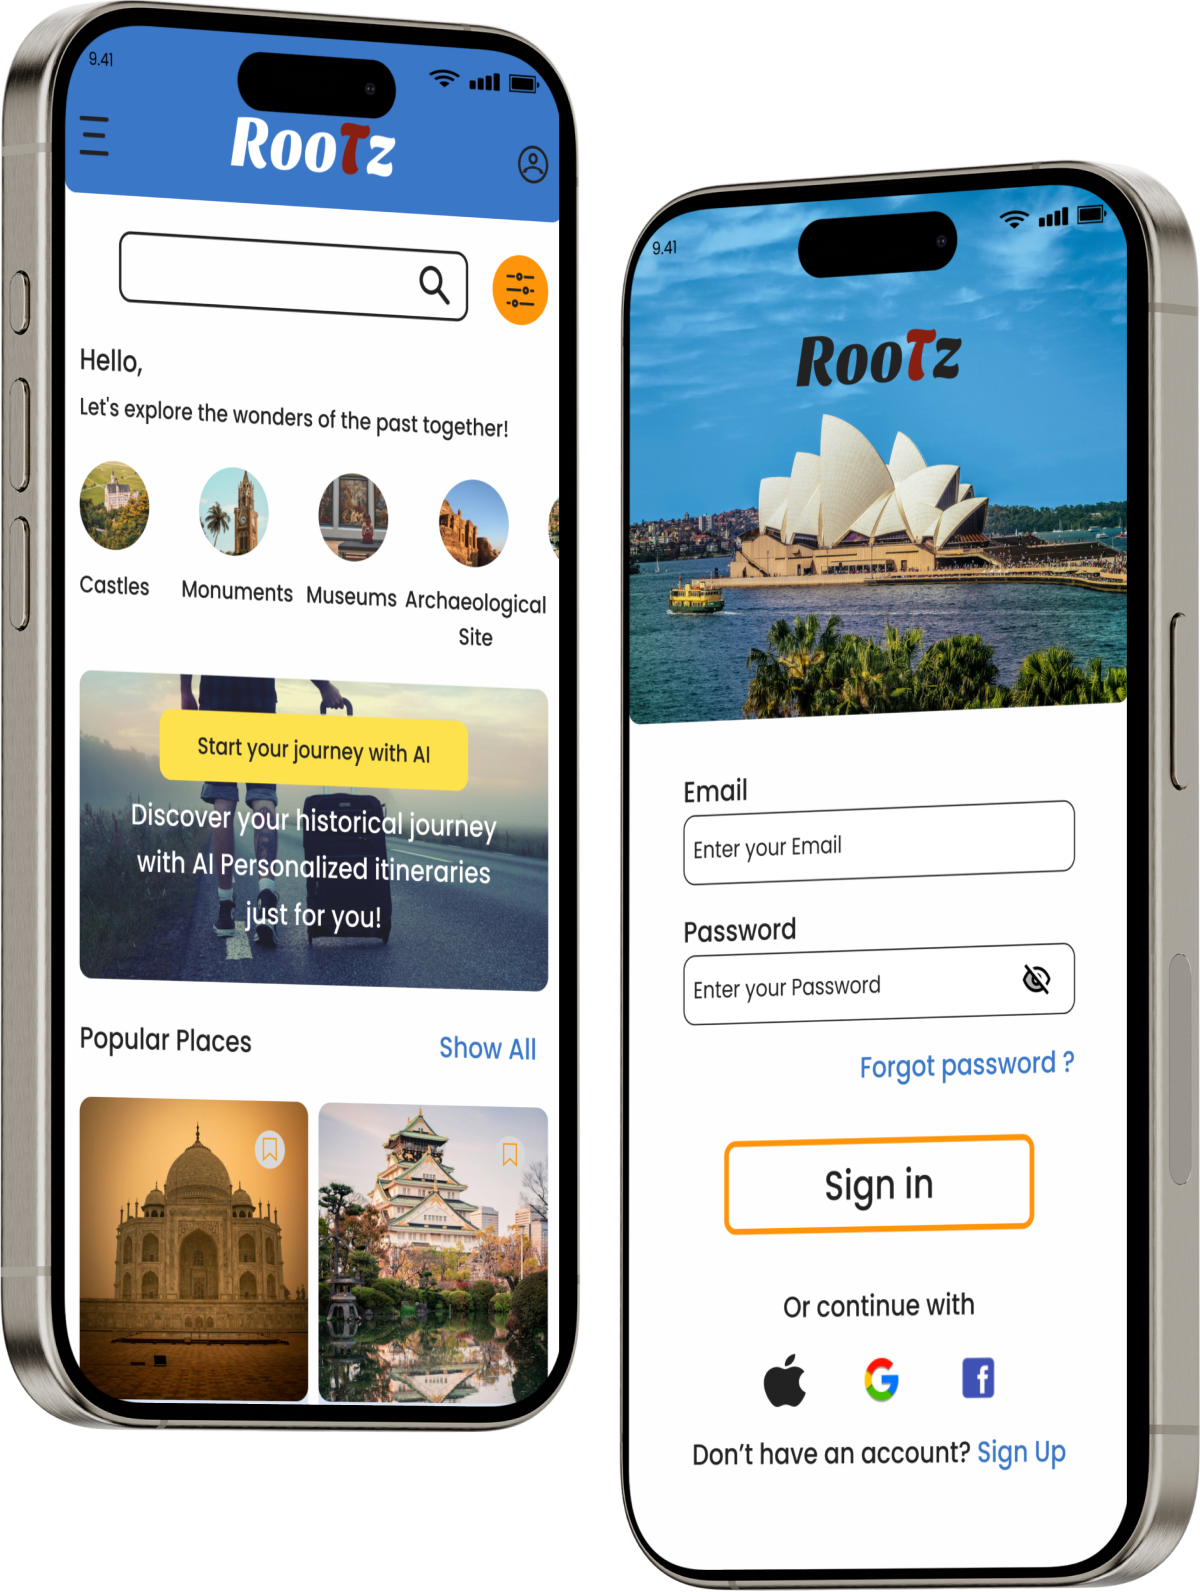 9.41
RooTz
Hello,
Let's explore the wonders of the past together!
Castles
Monuments
Museums
Archaeological
Site
Start your journey with AI
Discover your historical journey
with AI Personalized itineraries
just for you!
Popular Places
Show All
9.41
RooTz
Email
Enter your Email
Password
Enter your Password
Forgot password ?
Sign in
Or continue with
Don’t have an account? Sign Up